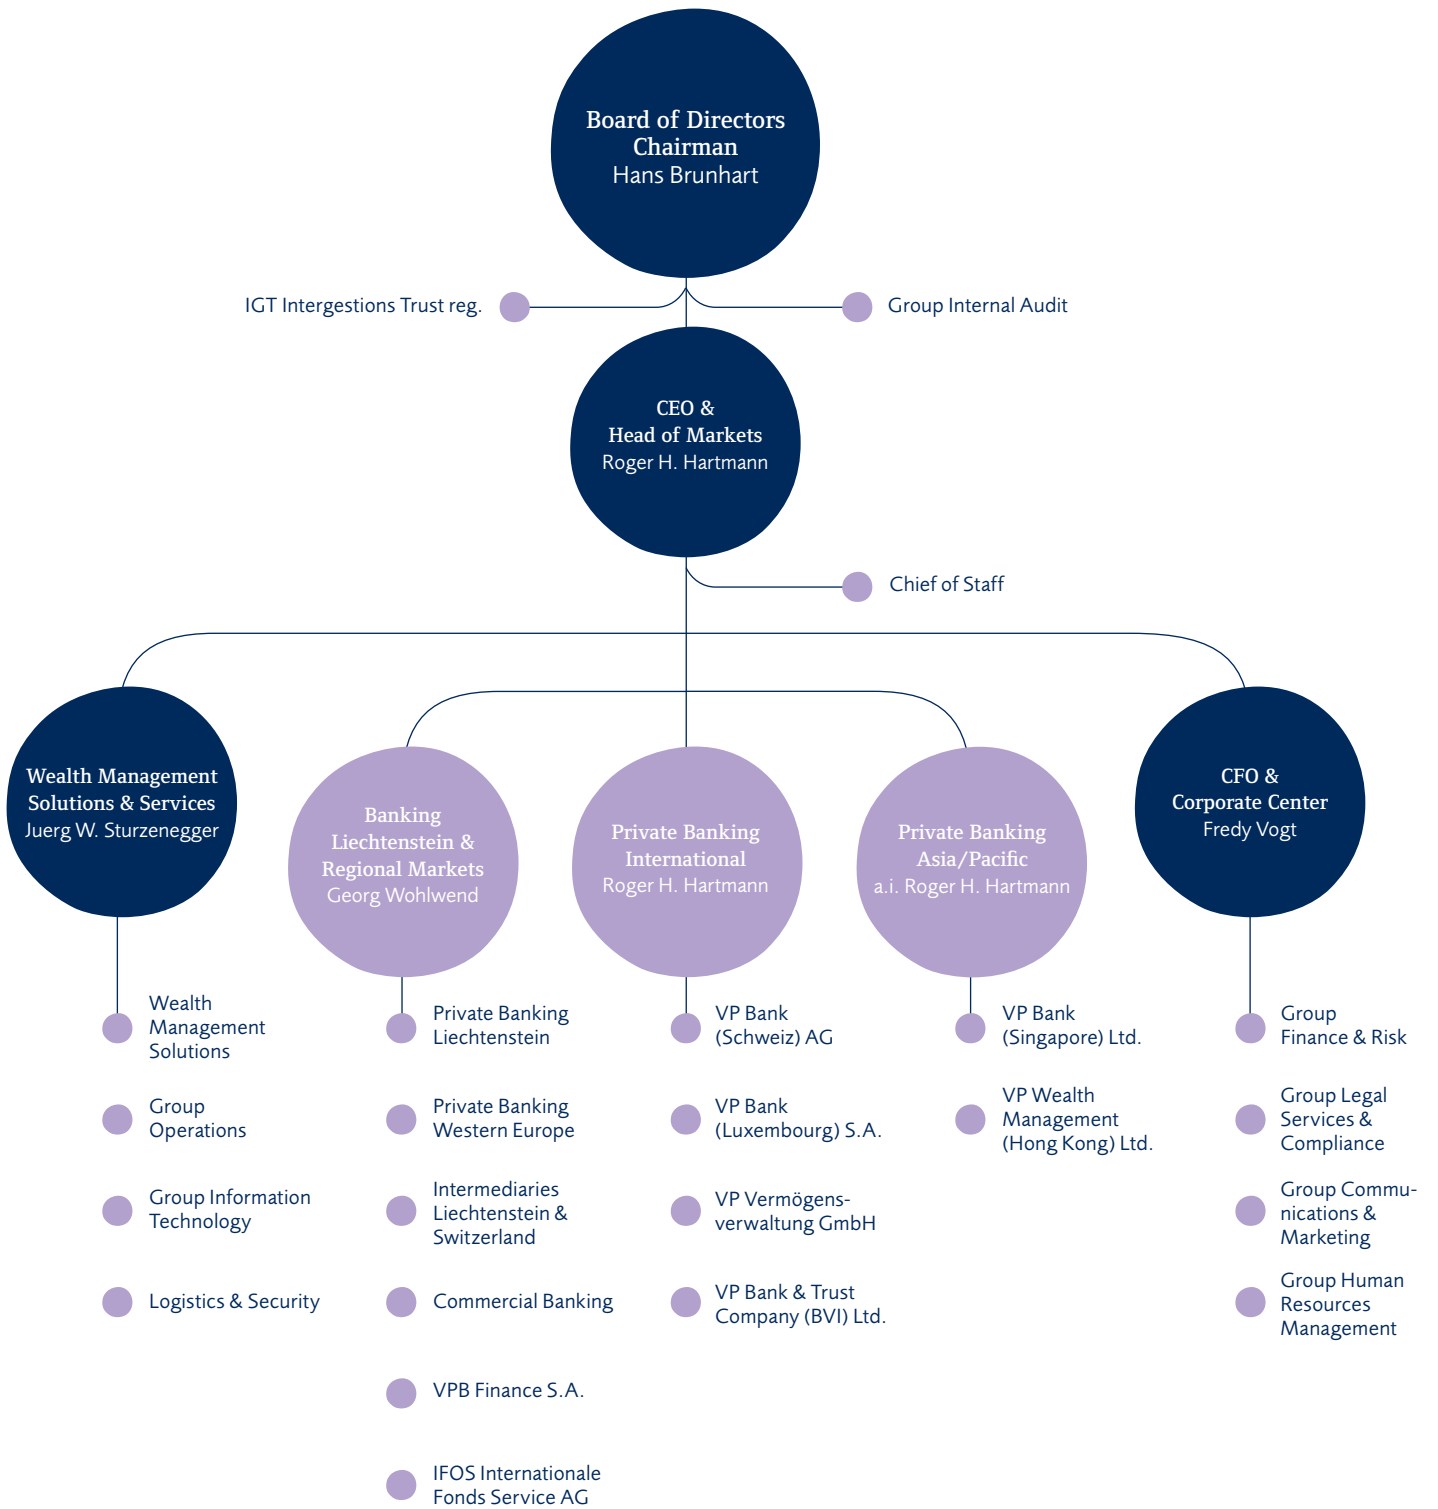 Board of Directors
Chairman
Hans Brunhart
IGT Intergestions Trust reg.
Group Internal Audit
CEO &
Head of Markets
Roger H. Hartmann
Chief of Staff
Wealth Management
Solutions & Services
Juerg W. Sturzenegger
Banking
Liechtenstein &
Regional Markets
Georg Wohlwend
Private Banking
International
Roger H. Hartmann
Private Banking
Asia/Pacific
a.i. Roger H. Hartmann
CFO &
Corporate Center
Fredy Vogt
Wealth
Management
Solutions
Group
Operations
Group Information
Technology
Logistics & Security
Private Banking
Liechtenstein
Private Banking
Western Europe
Intermediaries
Liechtenstein &
Switzerland
Commercial Banking
VPB Finance S.A.
IFOS Internationale
Fonds Service AG
VP Bank
(Schweiz) AG
VP Bank
(Luxembourg) S.A.
VP Vermögens-
verwaltung GmbH
VP Bank & Trust
Company (BVI) Ltd.
VP Bank
(Singapore) Ltd.
VP Wealth
Management
(Hong Kong) Ltd.
Group
Finance & Risk
Group Legal
Services &
Compliance
Group Commu-
nications &
Marketing
Group Human
Resources
Management